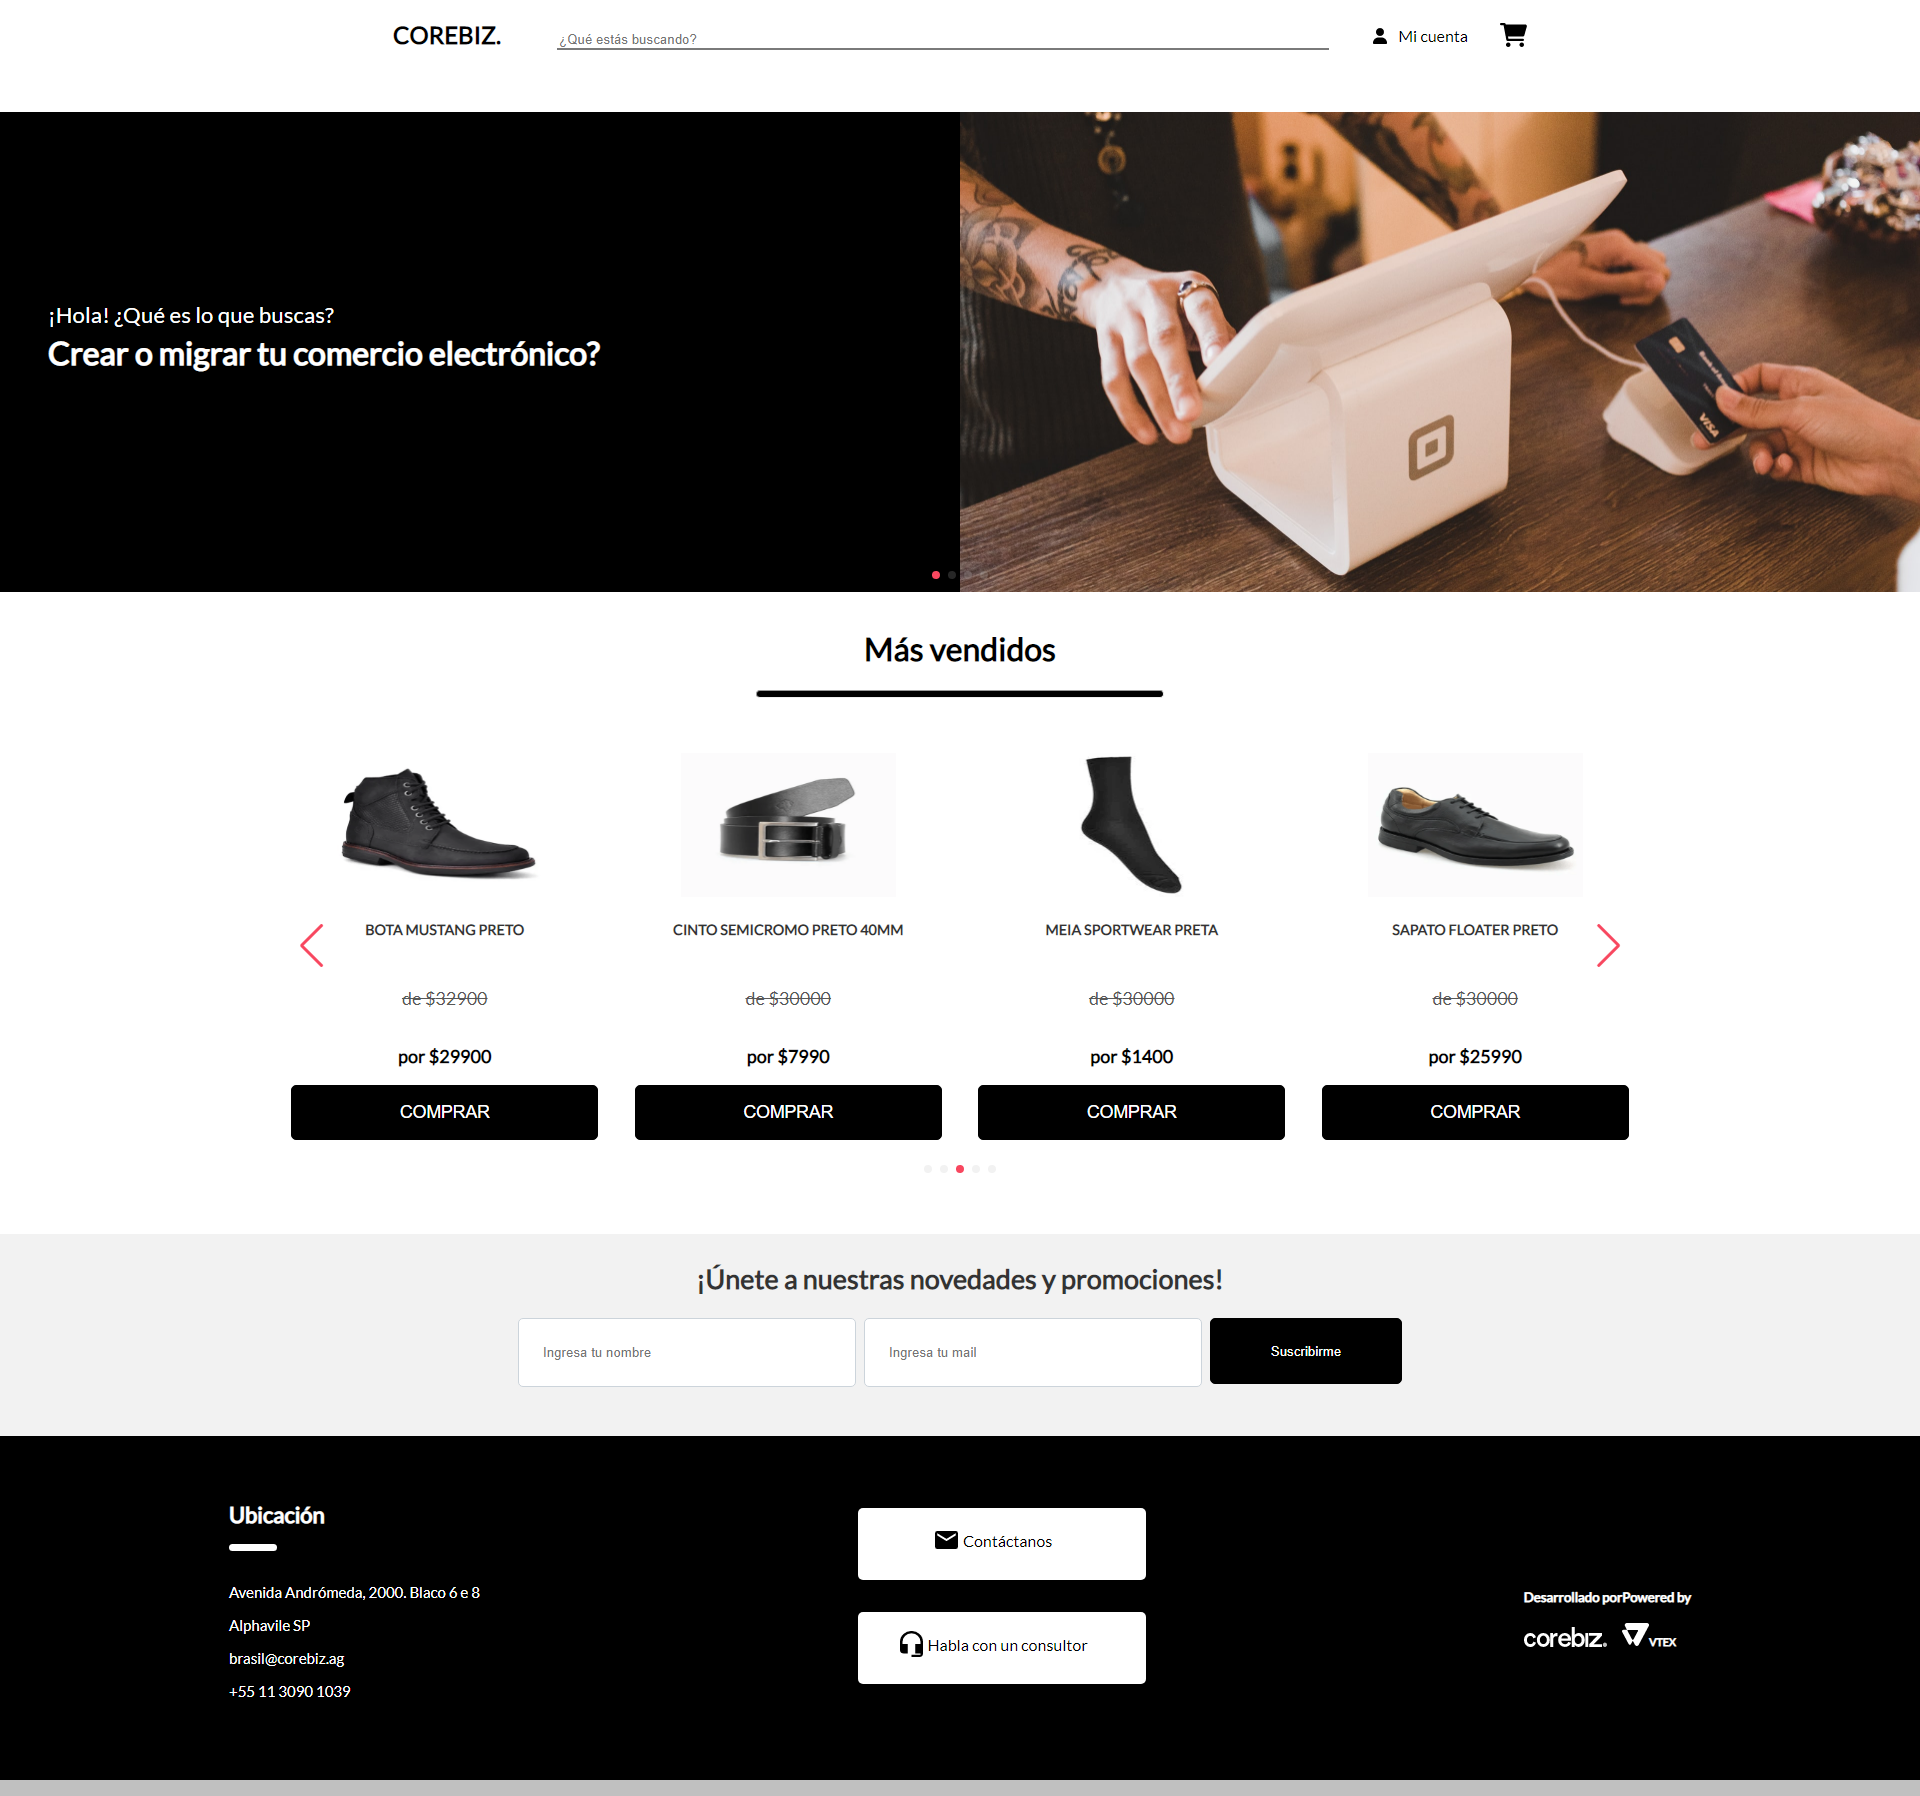 COREBIZ.
¿Qué estás buscando?
Mi cuenta
¡Hola! ¿Qué es lo que buscas?
Crear o migrar tu comercio electrónico?
VISA
Más vendidos
BOTA MUSTANG PRETO
CINTO SEMICROMO PRETO 40MM
MEIA SPORTWEAR PRETA
SAPATO FLOATER PRETO
de $32900
de $30000
de $30000
de $30000
por $29900
por $7990
por $1400
por $25990
COMPRAR
COMPRAR
COMPRAR
COMPRAR
¡Únete a nuestras novedades y promociones!
Ingresa tu nombre
Ingresa tu mail
Suscribirme
Ubicación
Avenida Andrómeda, 2000. Blaco 6 e 8
Alphavile SP
brasil@corebiz.ag
+55 11 3090 1039
Contáctanos
Habla con un consultor
Desarrollado porPowered by
corebiz.
VTEX